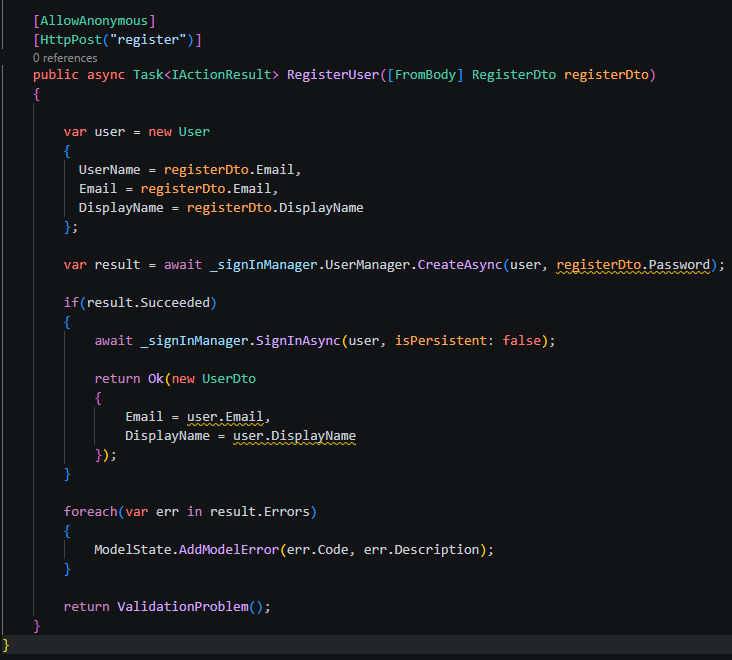 [AllowAnonymous]
[HttpPost("register")]
0 references
public async Task<IActionResult> RegisterUser([FromBody] RegisterDto registerDto)
{
var user = new User
{
UserName = registerDto.Email,
Email = registerDto.Email,
DisplayName = registerDto.DisplayName
};
var result = await _signInManager.UserManager.CreateAsync(user, registerDto.Password);
if(result.Succeeded)
{
await _signInManager.SignInAsync(user, isPersistent: false);
return Ok(new UserDto
{
Email = user.Email,
DisplayName = user.DisplayName
});
}
foreach(var err in result.Errors)
{
ModelState.AddModelError(err.Code, err.Description);
}
return ValidationProblem();
}
}